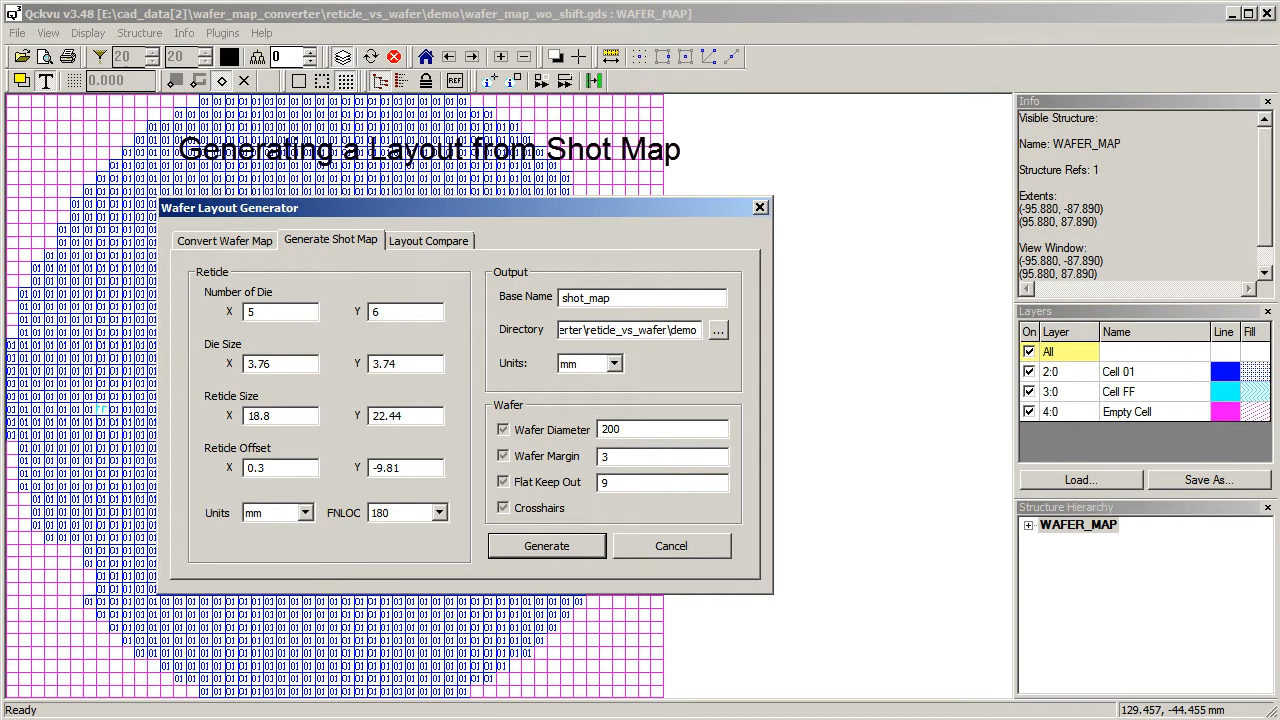 Qckvu v3.48 [E:\cad_data[2]\wafer_map_converter\reticle_vs_wafer\demo\wafer_map_wo_shift.gds : WAFER_MAP]
File View Display Structure Info Plugins Help
20 20 0
T 0.000 REF
Generating a Layout from Shot Map
Wafer Layout Generator
Convert Wafer Map Generate Shot Map Layout Compare
Reticle
Number of Die
X 5 Y 6
Die Size
X 3.76 Y 3.74
Reticle Size
X 18.8 Y 22.44
Reticle Offset
X 0.3 Y -9.81
Units mm FNLOC 180
Output
Base Name shot_map
Directory erter\reticle_vs_wafer\demo ...
Units: mm
Wafer
Wafer Diameter 200
Wafer Margin 3
Flat Keep Out 9
Crosshairs
Generate Cancel
Info
Visible Structure:
Name: WAFER_MAP
Structure Refs: 1
Extents:
(-95.880, -87.890)
(95.880, 87.890)
View Window:
(-95.880, -87.890)
(95.880, 87.890)
Layers
On Layer Name Line Fill
All
2:0 Cell 01
3:0 Cell FF
4:0 Empty Cell
Load... Save As...
Structure Hierarchy
WAFER_MAP
Ready 129.457, -44.455 mm